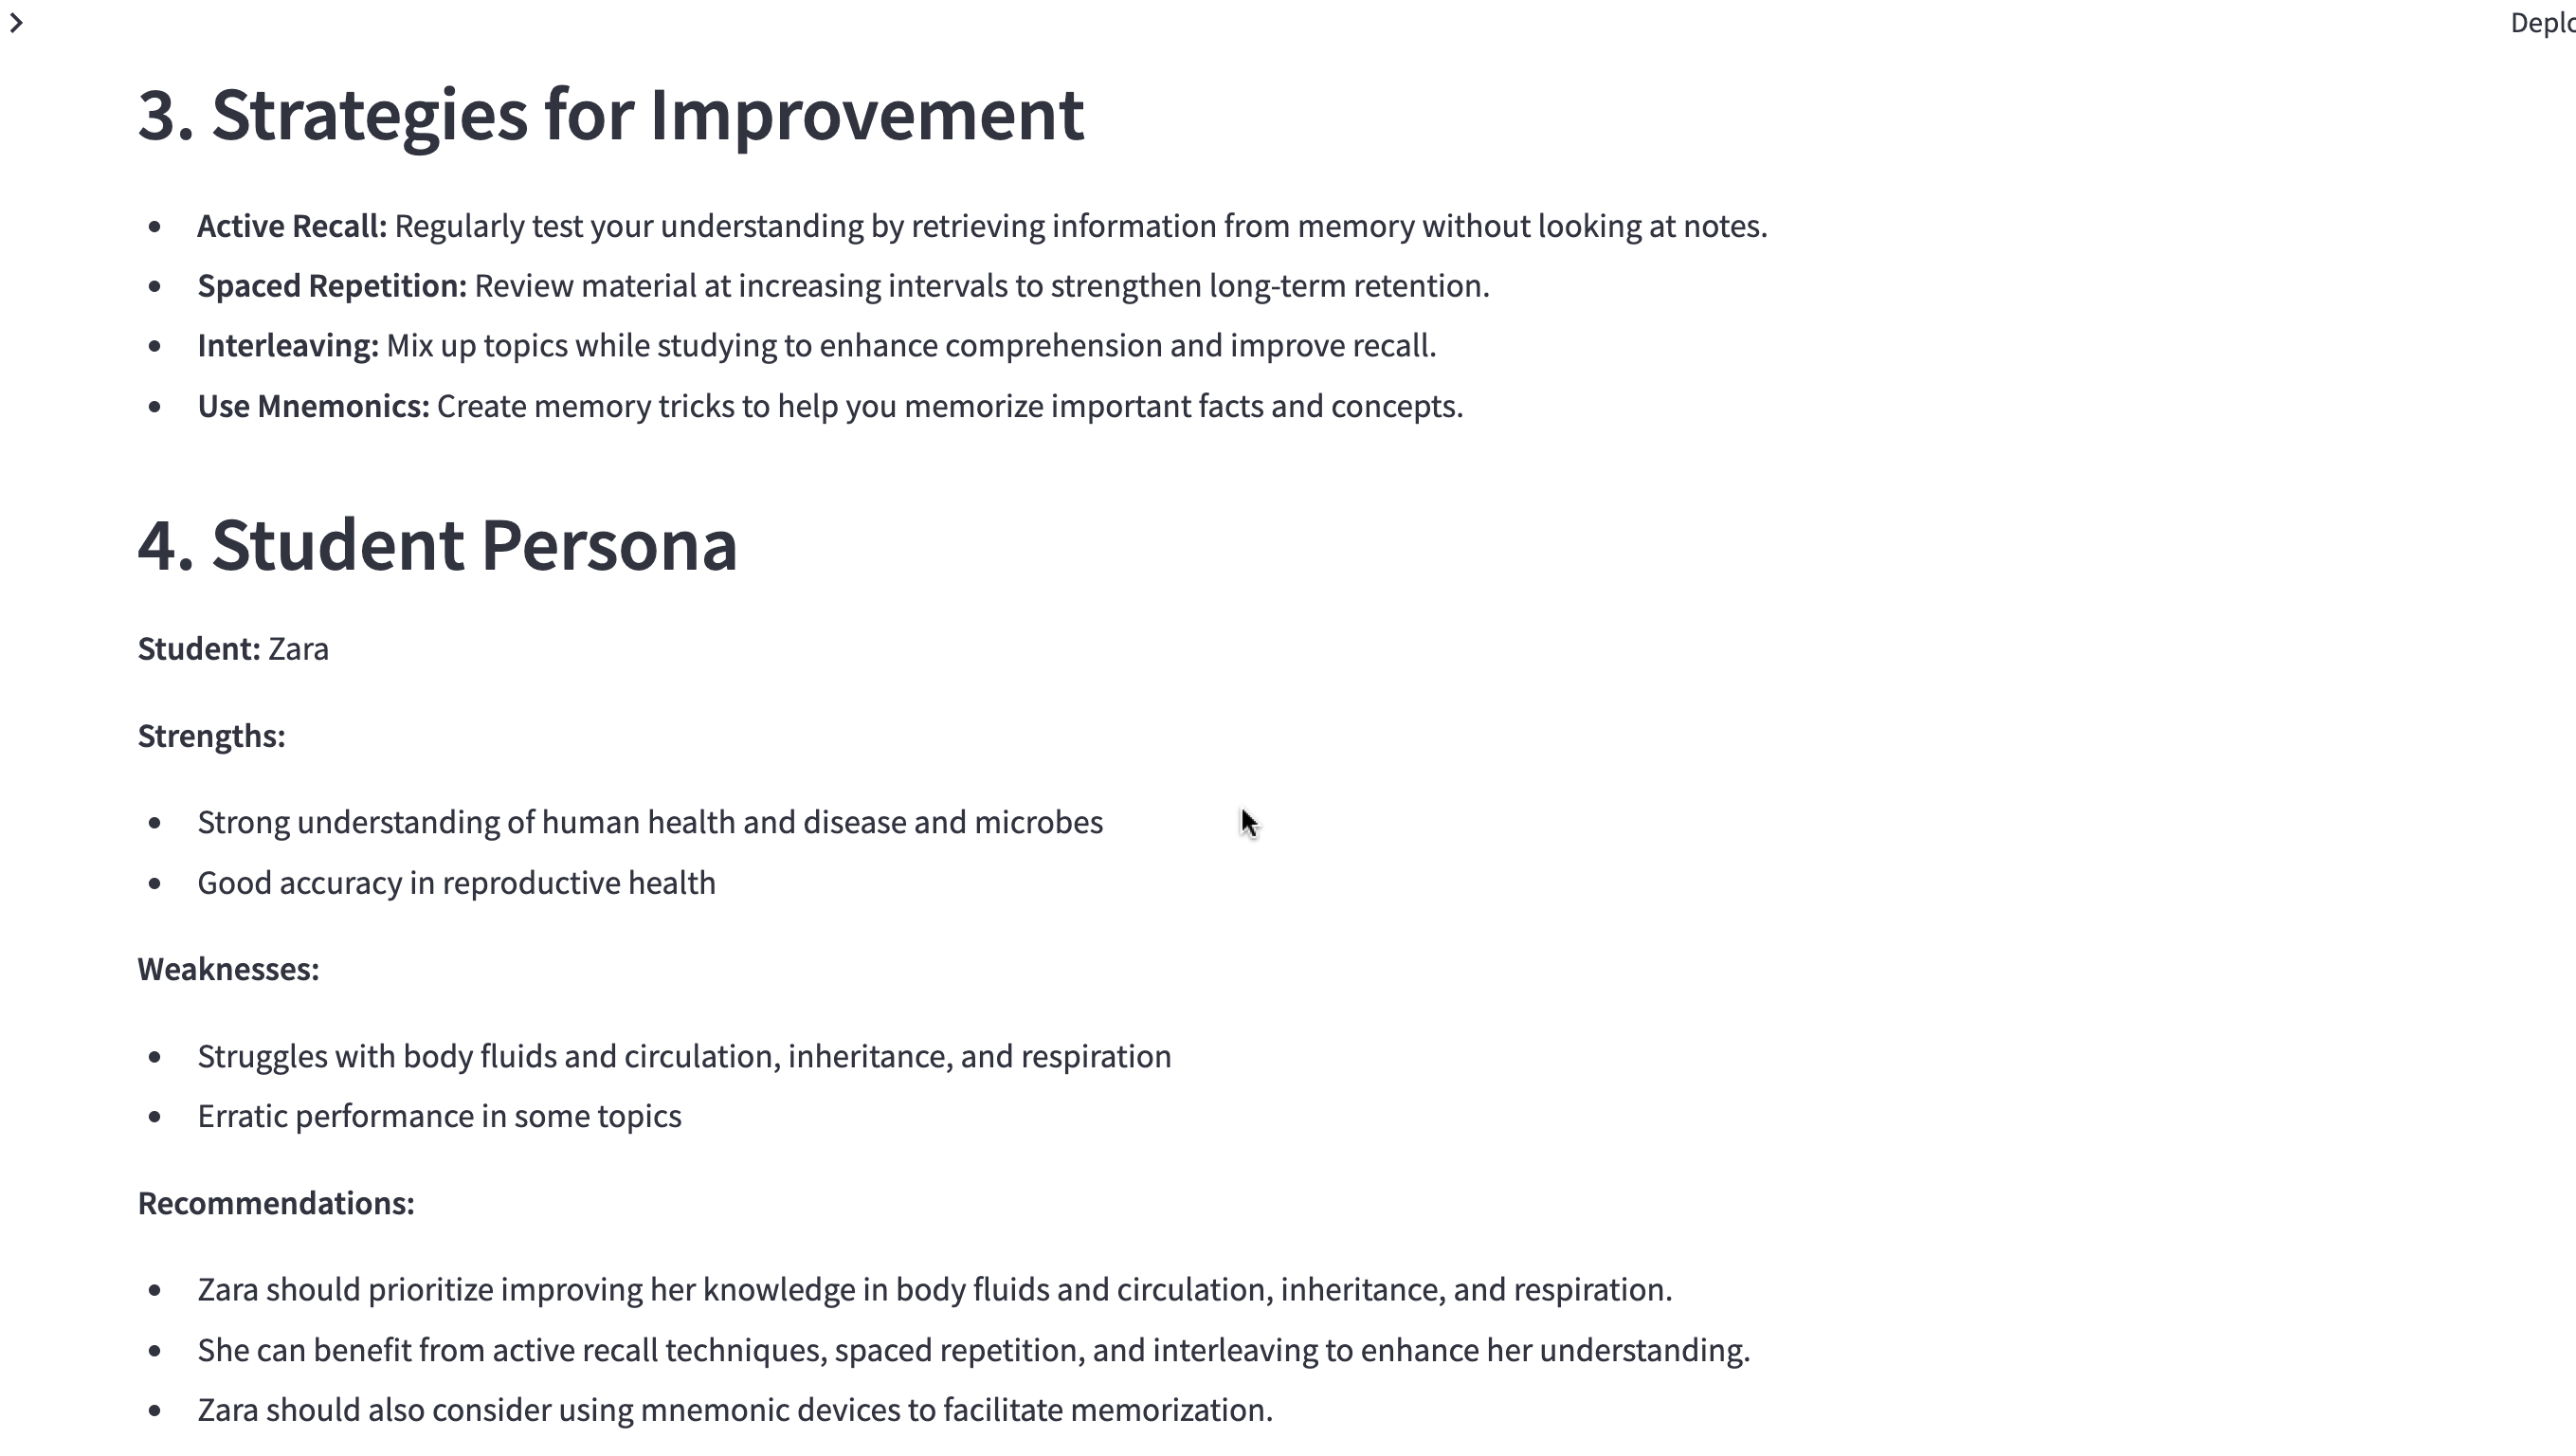 Deplo
3. Strategies for Improvement
Active Recall: Regularly test your understanding by retrieving information from memory without looking at notes.
Spaced Repetition: Review material at increasing intervals to strengthen long-term retention.
Interleaving: Mix up topics while studying to enhance comprehension and improve recall.
Use Mnemonics: Create memory tricks to help you memorize important facts and concepts.
4. Student Persona
Student: Zara
Strengths:
Strong understanding of human health and disease and microbes
Good accuracy in reproductive health
Weaknesses:
Struggles with body fluids and circulation, inheritance, and respiration
Erratic performance in some topics
Recommendations:
Zara should prioritize improving her knowledge in body fluids and circulation, inheritance, and respiration.
She can benefit from active recall techniques, spaced repetition, and interleaving to enhance her understanding.
Zara should also consider using mnemonic devices to facilitate memorization.